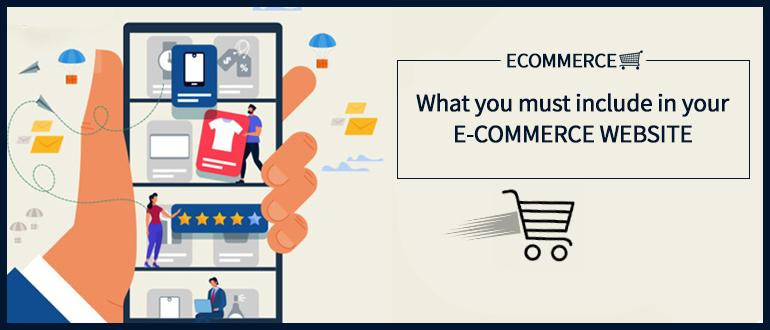 ECOMMERCE
What you must include in your
E-COMMERCE WEBSITE
$ %